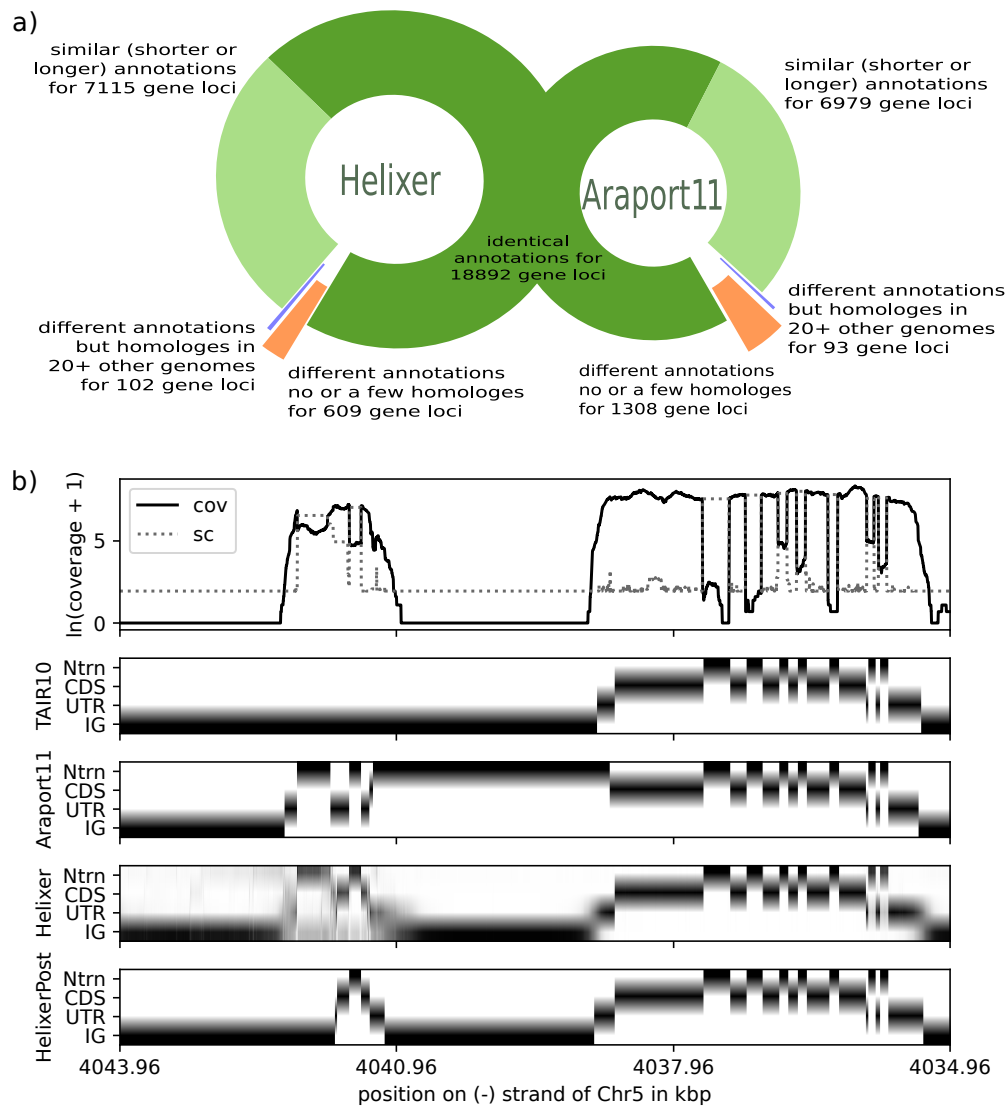 a)
similar (shorter or
longer) annotations
for 7115 gene loci
similar (shorter or
longer) annotations
for 6979 gene loci
Helixer
Araport11
identical
annotations for
18892 gene loci
different annotations
but homologes in
20+ other genomes
for 102 gene loci
different annotations
no or a few homologes
for 609 gene loci
different annotations
no or a few homologes
for 1308 gene loci
different annotations
but homologes in
20+ other genomes
for 93 gene loci
b)
ln(coverage + 1)
5
0
cov
sc
TAIR10
Ntrn
CDS
UTR
IG
Araport11
Ntrn
CDS
UTR
IG
Helixer
Ntrn
CDS
UTR
IG
HelixerPost
Ntrn
CDS
UTR
IG
4043.96
4040.96
4037.96
4034.96
position on (-) strand of Chr5 in kbp